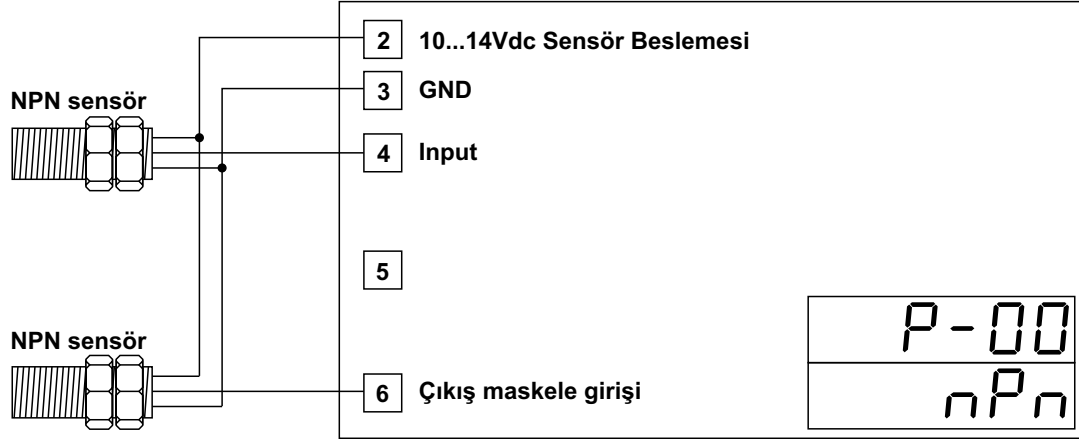 2 10...14Vdc Sensör Beslemesi
3 GND
NPN sensör
4 Input
5
P-00
NPN sensör
nPn
6 Çıkış maskele girişi